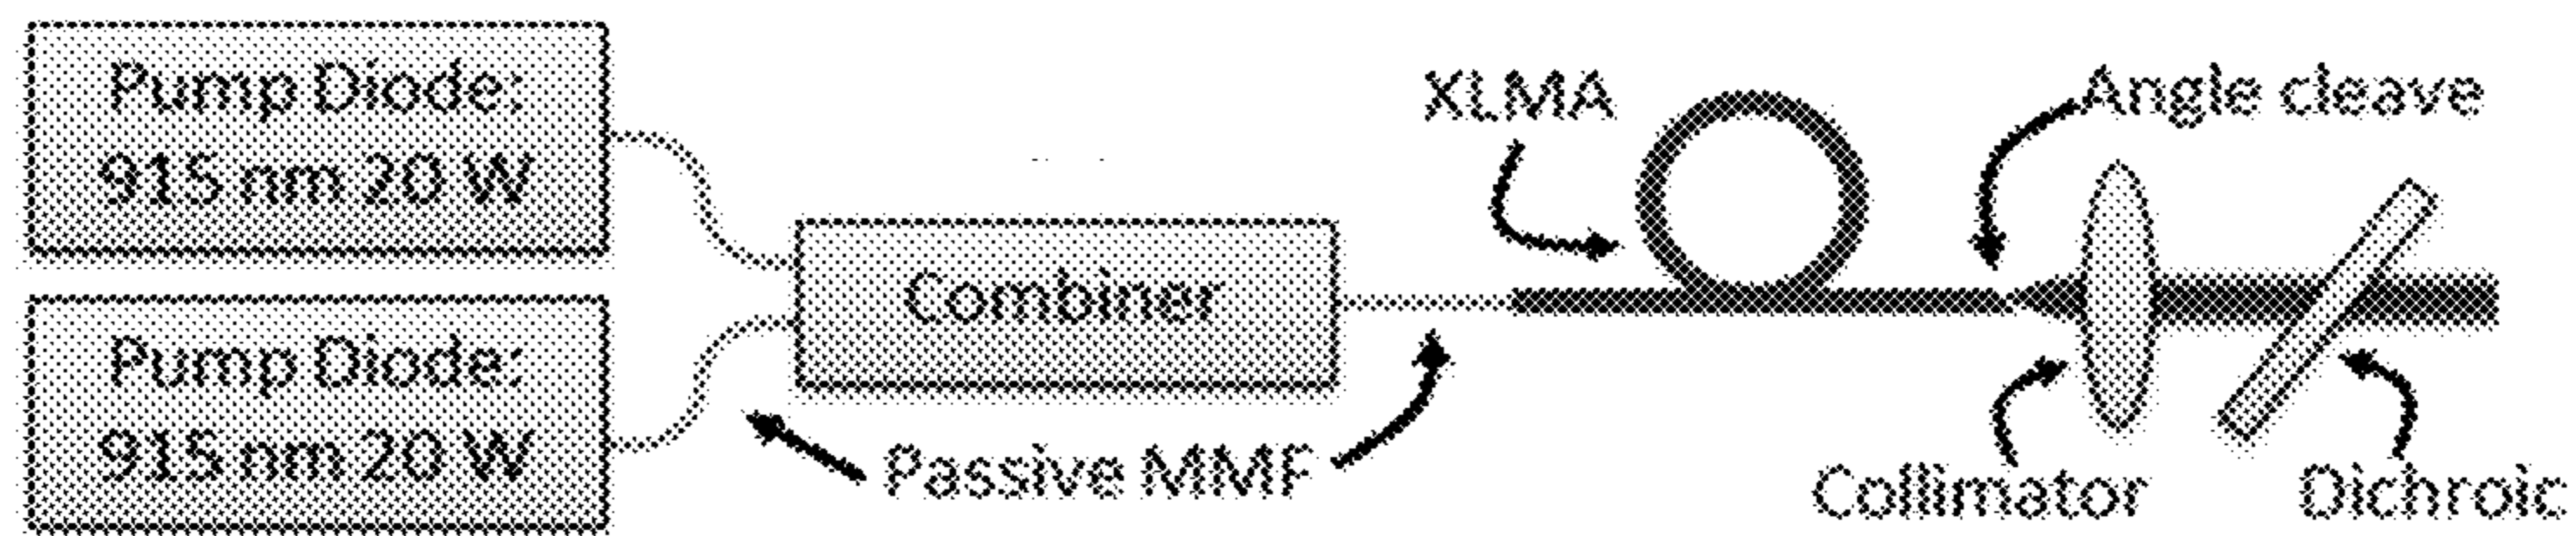 Pump Diode:
915 nm 20 W
Pump Diode:
915 nm 20 W
Combiner
Passive MMF
XLMA
Angle cleave
Collimator
Dichroic